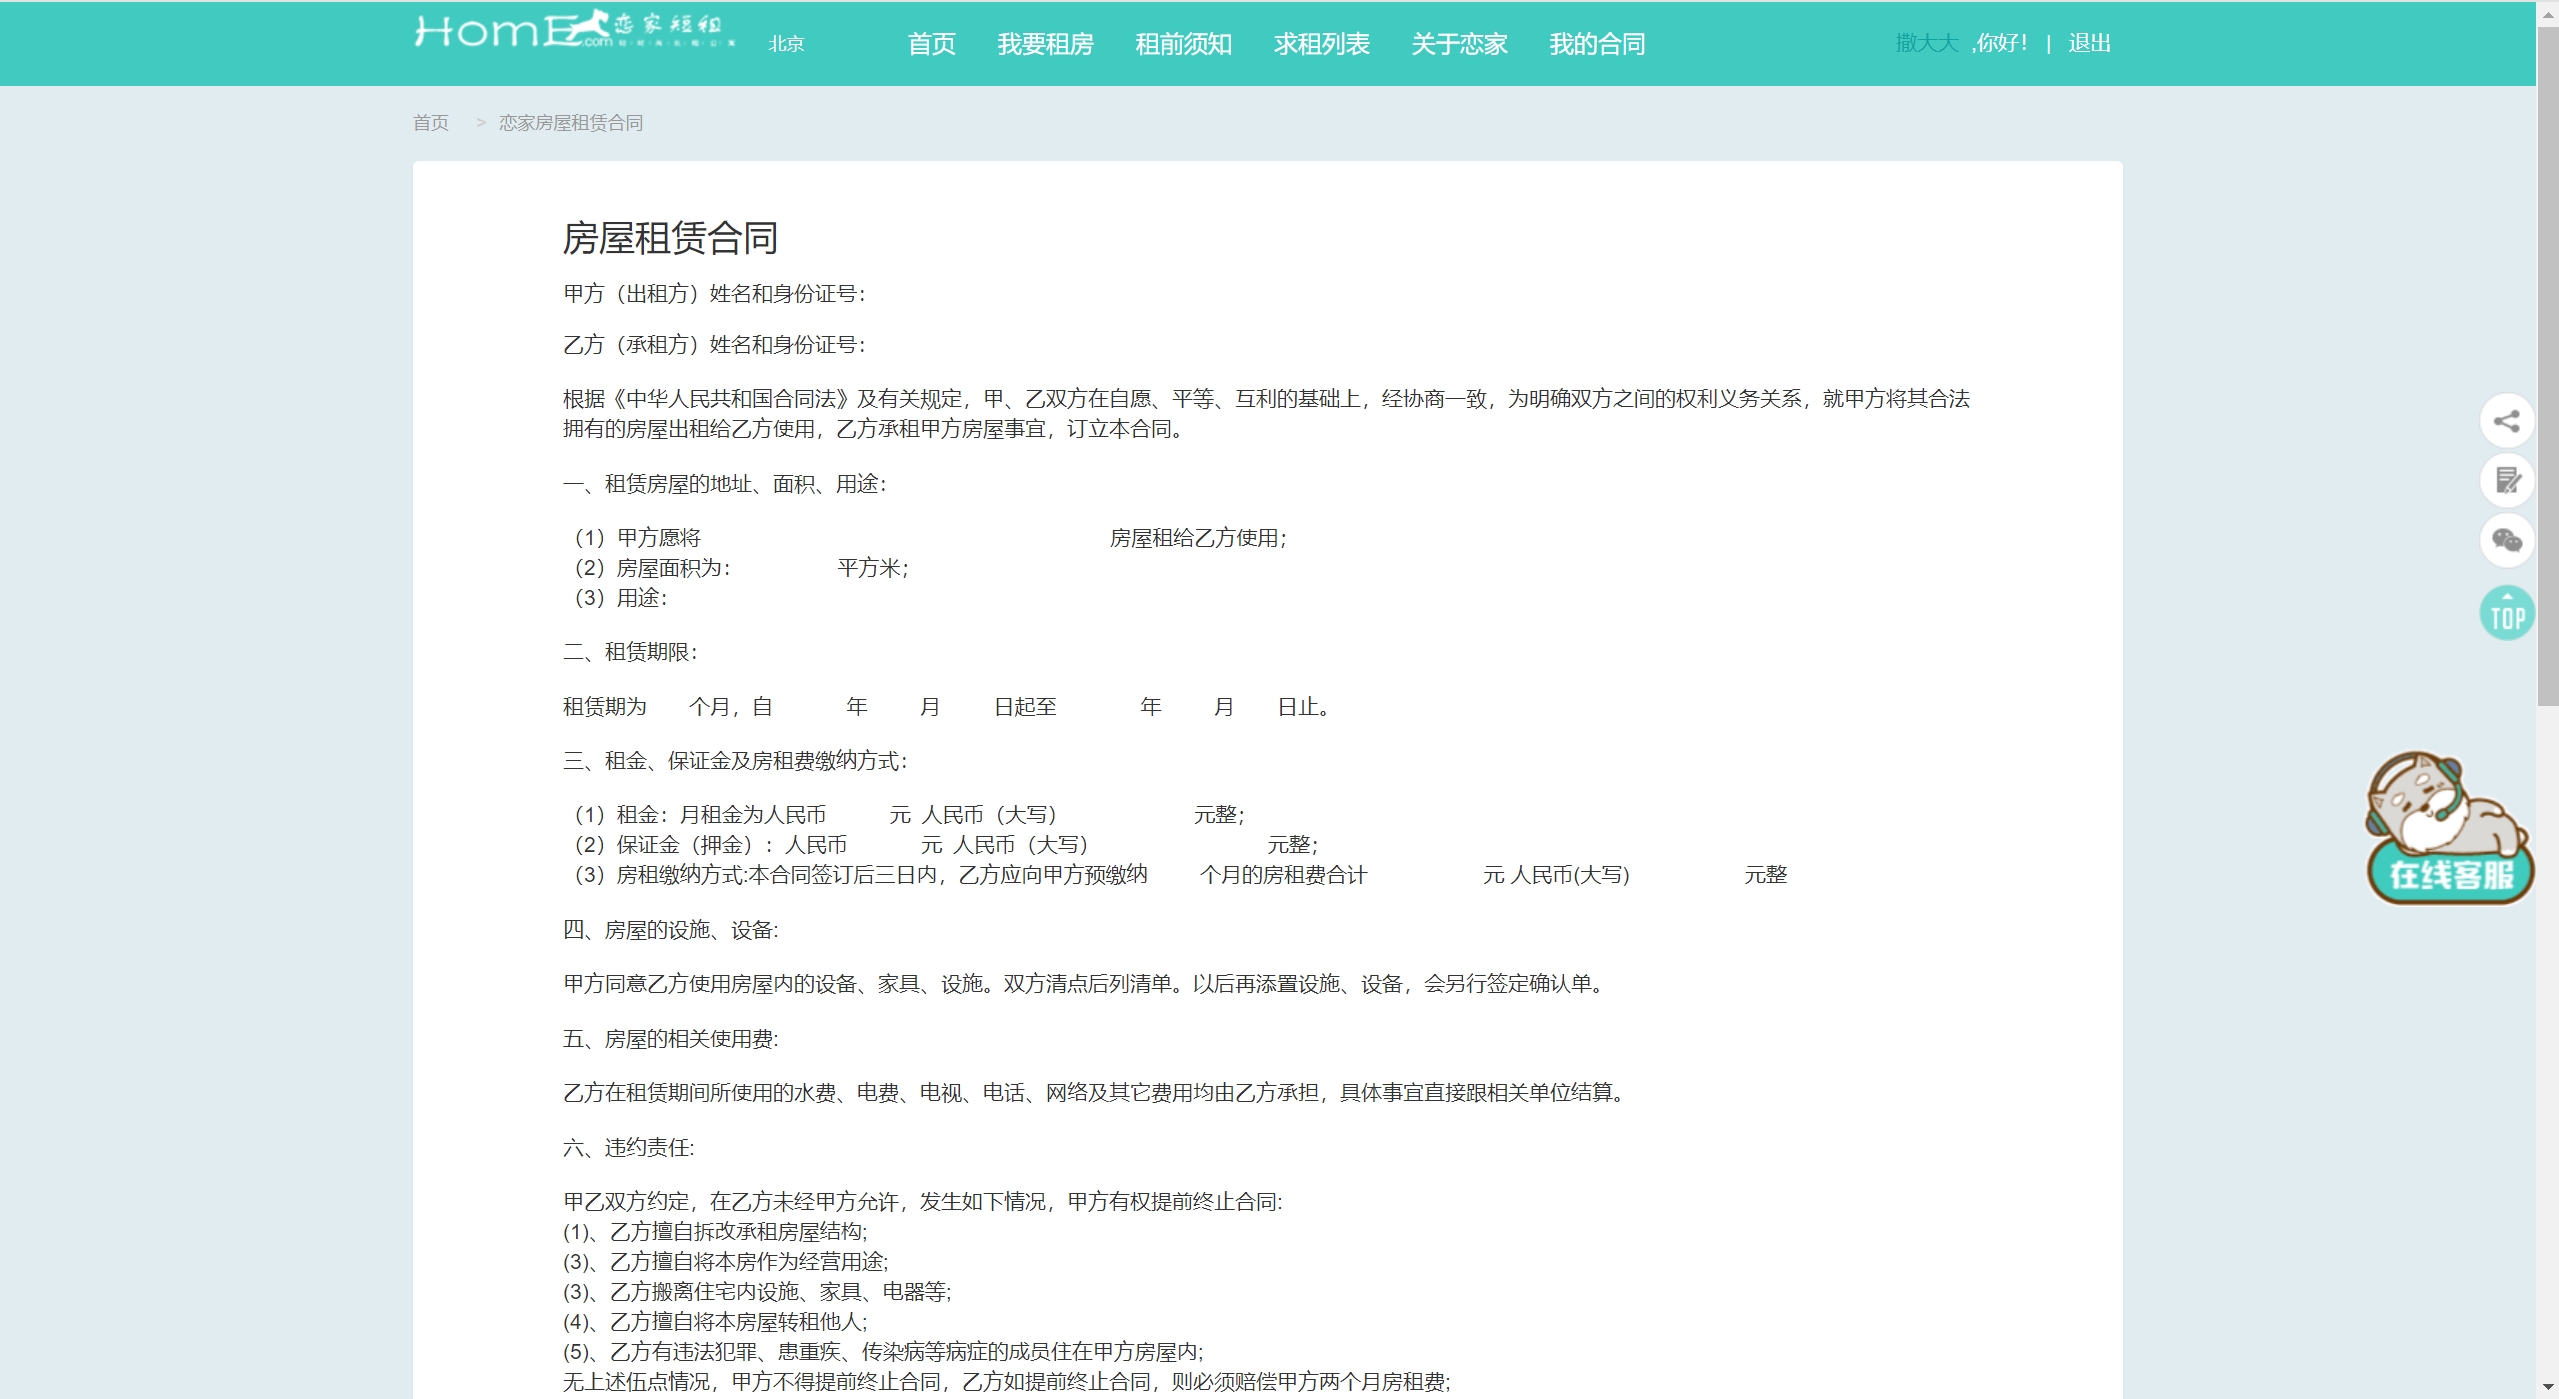 HomE.com 恋家短租
北京
首页 我要租房 租前须知 求租列表 关于恋家 我的合同
撒大大 ,你好! | 退出
首页 > 恋家房屋租赁合同
房屋租赁合同
甲方（出租方）姓名和身份证号：
乙方（承租方）姓名和身份证号：
根据《中华人民共和国合同法》及有关规定，甲、乙双方在自愿、平等、互利的基础上，经协商一致，为明确双方之间的权利义务关系，就甲方将其合法
拥有的房屋出租给乙方使用，乙方承租甲方房屋事宜，订立本合同。
一、租赁房屋的地址、面积、用途：
（1）甲方愿将 房屋租给乙方使用；
（2）房屋面积为： 平方米；
（3）用途：
二、租赁期限：
租赁期为 个月，自 年 月 日起至 年 月 日止。
三、租金、保证金及房租费缴纳方式：
（1）租金：月租金为人民币 元 人民币（大写） 元整；
（2）保证金（押金）：人民币 元 人民币（大写） 元整；
（3）房租缴纳方式:本合同签订后三日内，乙方应向甲方预缴纳 个月的房租费合计 元 人民币(大写) 元整
四、房屋的设施、设备:
甲方同意乙方使用房屋内的设备、家具、设施。双方清点后列清单。以后再添置设施、设备，会另行签定确认单。
五、房屋的相关使用费:
乙方在租赁期间所使用的水费、电费、电视、电话、网络及其它费用均由乙方承担，具体事宜直接跟相关单位结算。
六、违约责任:
甲乙双方约定，在乙方未经甲方允许，发生如下情况，甲方有权提前终止合同:
(1)、乙方擅自拆改承租房屋结构;
(3)、乙方擅自将本房作为经营用途;
(3)、乙方搬离住宅内设施、家具、电器等;
(4)、乙方擅自将本房屋转租他人;
(5)、乙方有违法犯罪、患重疾、传染病等病症的成员住在甲方房屋内;
无上述伍点情况，甲方不得提前终止合同，乙方如提前终止合同，则必须赔偿甲方两个月房租费;
TOP
在线客服